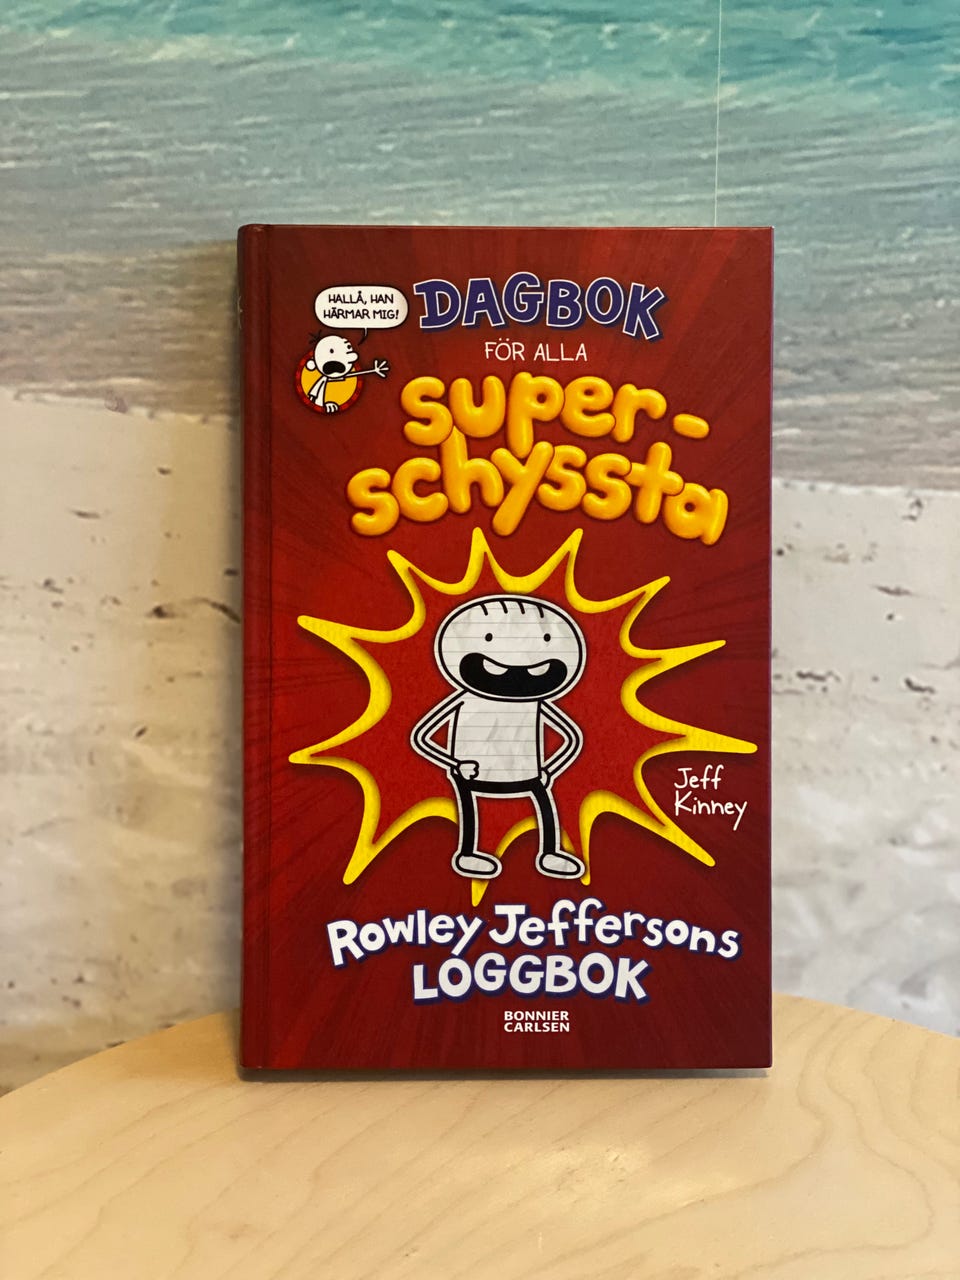 HALLÅ, HAN
HÄRMAR MIG!
DAGBOK
FÖR ALLA
super-
schyssta
Jeff
Kinney
Rowley Jeffersons
LOGGBOK
BONNIER
CARLSEN